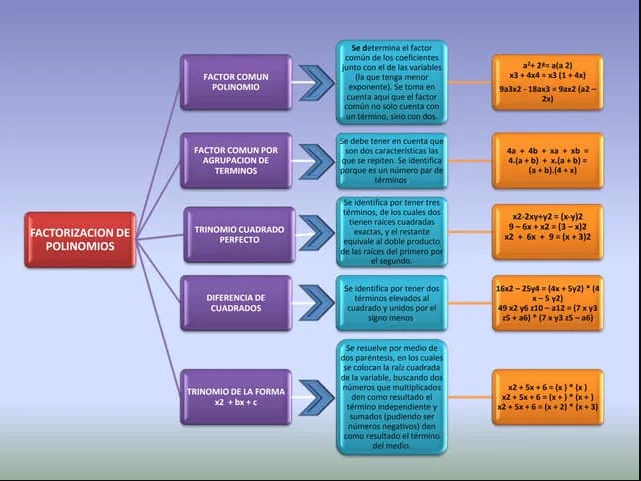 FACTORIZACION DE
POLINOMIOS
FACTOR COMUN
POLINOMIO
Se determina el factor
común de los coeficientes
junto con el de las variables
(la que tenga menor
exponente). Se toma en
cuenta aquí que el factor
común no solo cuenta con
un término, sino con dos.
a²+ 2ª= a(a 2)
x3 + 4x4 = x3 (1 + 4x)
9a3x2 - 18ax3 = 9ax2 (a2 –
2x)
FACTOR COMUN POR
AGRUPACION DE
TERMINOS
Se debe tener en cuenta que
son dos características las
que se repiten. Se identifica
porque es un número par de
términos
4a + 4b + xa + xb =
4.(a + b) + x.(a + b) =
(a + b).(4 + x)
TRINOMIO CUADRADO
PERFECTO
Se identifica por tener tres
términos, de los cuales dos
tienen raíces cuadradas
exactas, y el restante
equivale al doble producto
de las raíces del primero por
el segundo.
x2-2xy+y2 = (x-y)2
9 – 6x + x2 = (3 – x)2
x2 + 6x + 9 = (x + 3)2
DIFERENCIA DE
CUADRADOS
Se identifica por tener dos
términos elevados al
cuadrado y unidos por el
signo menos
16x2 – 25y4 = (4x + 5y2) * (4
x – 5 y2)
49 x2 y6 z10 – a12 = (7 x y3
z5 + a6) * (7 x y3 z5 – a6)
TRINOMIO DE LA FORMA
x2 + bx + c
Se resuelve por medio de
dos paréntesis, en los cuales
se colocan la raíz cuadrada
de la variable, buscando dos
números que multiplicados
den como resultado el
término independiente y
sumados (pudiendo ser
números negativos) den
como resultado el término
del medio.
x2 + 5x + 6 = (x ) * (x )
x2 + 5x + 6 = (x + ) * (x + )
x2 + 5x + 6 = (x + 2) * (x + 3)